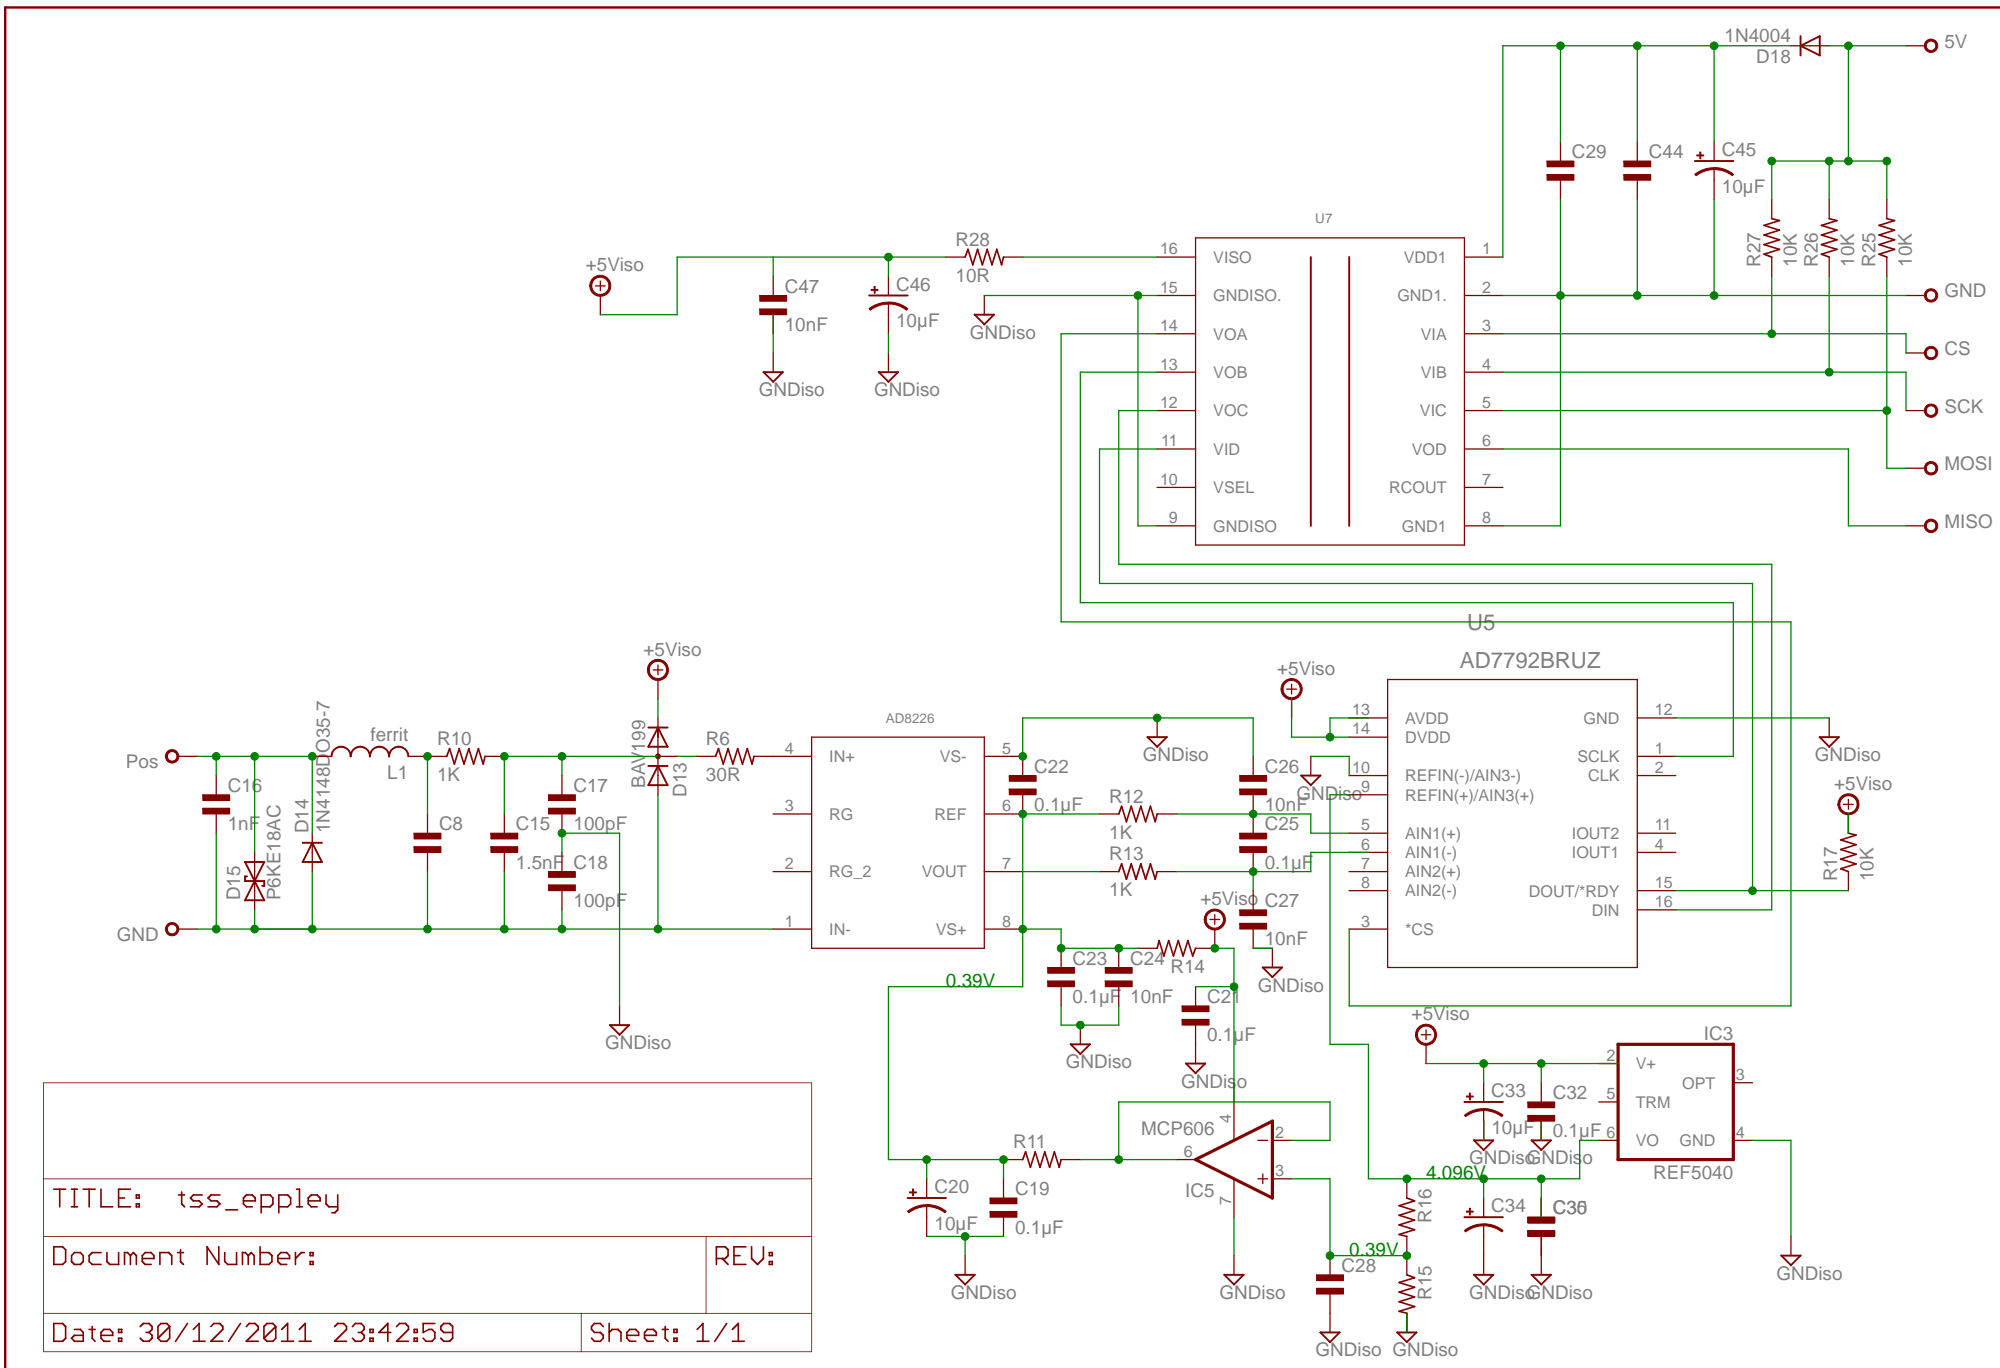 1N4004
D18
5V
C29
C44
C45
10µF
R27
10K
R26
10K
R25
10K
U7
+5Viso
R28
10R
C47
10nF
C46
10µF
GNDiso
GNDiso
GNDiso
16 VISO VDD1 1
15 GNDISO. GND1. 2
14 VOA VIA 3
13 VOB VIB 4
12 VOC VIC 5
11 VID VOD 6
10 VSEL RCOUT 7
9 GNDISO GND1 8
GND
CS
SCK
MOSI
MISO
U5
AD7792BRUZ
+5Viso
13 AVDD GND 12
14 DVDD
SCLK 1
10 REFIN(-)/AIN3-) CLK 2
9 REFIN(+)/AIN3(+)
5 AIN1(+) IOUT2 11
6 AIN1(-) IOUT1 4
7 AIN2(+)
8 AIN2(-) DOUT/*RDY 15
DIN 16
3 *CS
GNDiso
GNDiso
+5Viso
R17
10K
+5Viso
BAV199
D13
R6
30R
Pos
GND
C16
1nF
D15
P6KE18AC
D14
1N4148DO35-7
ferrit
L1
R10
1K
C8
C15
1.5nF
C17
100pF
C18
100pF
GNDiso
AD8226
4 IN+ VS- 5
3 RG REF 6
2 RG_2 VOUT 7
1 IN- VS+ 8
C22
0.1µF
GNDiso
R12
1K
R13
1K
C26
10nF
C25
0.1µF
C27
10nF
GNDiso
+5Viso
R14
C23
0.1µF
C24
10nF
GNDiso
C21
0.1µF
GNDiso
0.39V
MCP606
IC5
4
2
3
6
7
R11
C20
10µF
C19
0.1µF
GNDiso
GNDiso
+5Viso
IC3
2 V+
OPT 3
5 TRM
6 VO GND 4
REF5040
C33
10µF
C32
0.1µF
GNDiso
GNDiso
4.096V
R16
C34
0.39V
C28
R15
GNDiso
GNDiso
GNDiso
GNDiso
GNDiso
TITLE: tss_eppley
Document Number:
REV:
Date: 30/12/2011 23:42:59
Sheet: 1/1